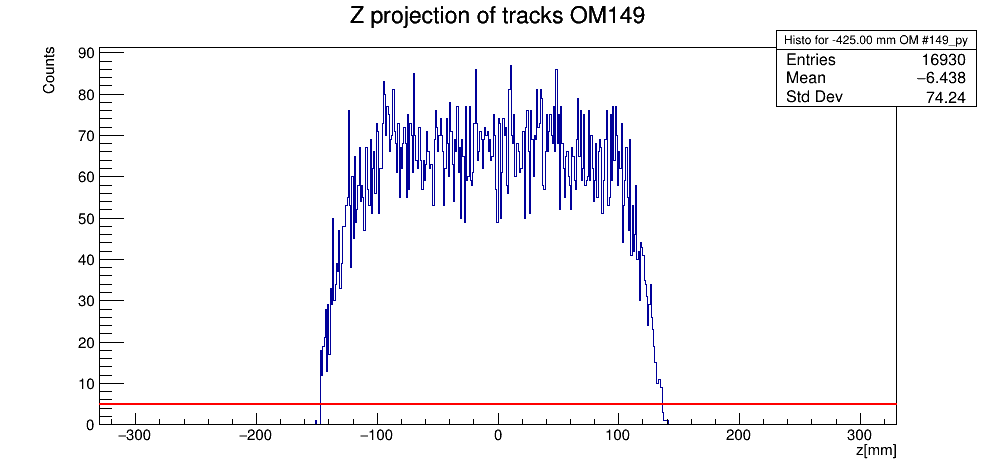 Z projection of tracks OM149
Histo for -425.00 mm OM #149_py
Entries 16930
Mean −6.438
Std Dev 74.24
Counts
90
80
70
60
50
40
30
20
10
0
−300 −200 −100 0 100 200 300
z[mm]